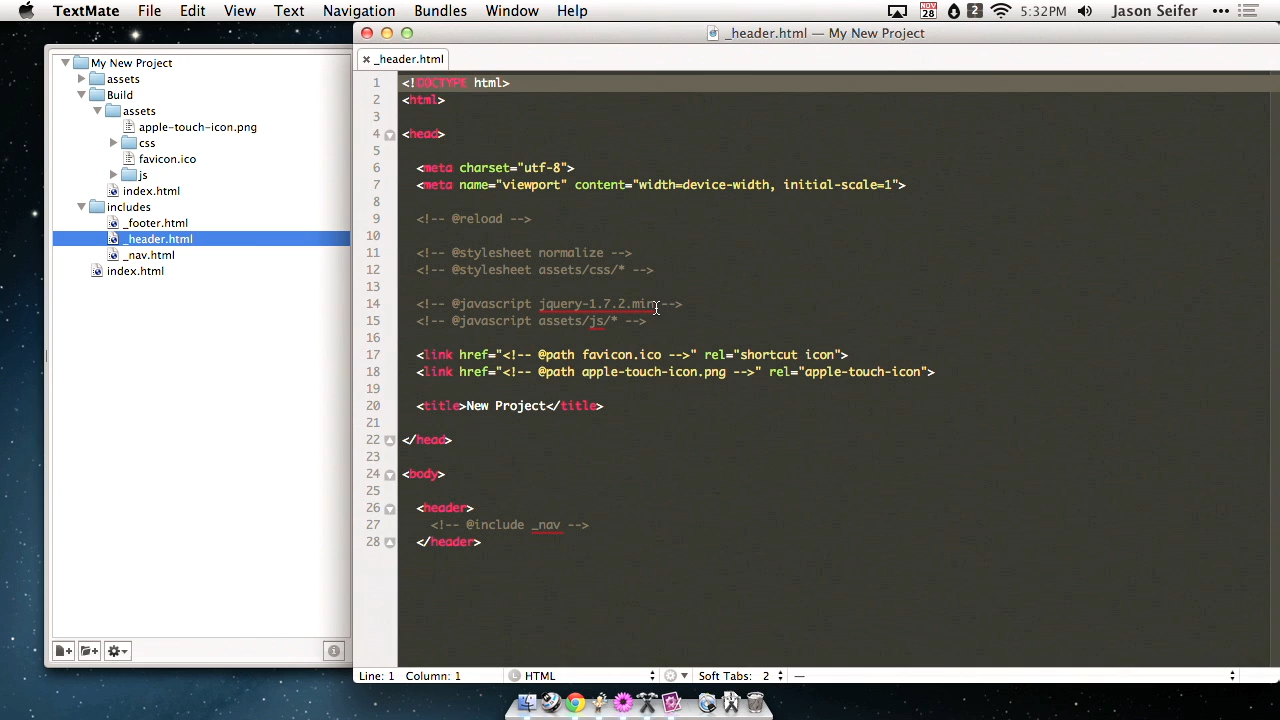 TextMate File Edit View Text Navigation Bundles Window Help NOV 28 2 5:32PM Jason Seifer
_header.html — My New Project
My New Project
assets
Build
assets
apple-touch-icon.png
css
favicon.ico
js
index.html
includes
_footer.html
_header.html
_nav.html
index.html
_header.html
1 <!DOCTYPE html>
2 <html>
3
4 <head>
5
6 <meta charset="utf-8">
7 <meta name="viewport" content="width=device-width, initial-scale=1">
8
9 <!-- @reload -->
10
11 <!-- @stylesheet normalize -->
12 <!-- @stylesheet assets/css/* -->
13
14 <!-- @javascript jquery-1.7.2.min -->
15 <!-- @javascript assets/js/* -->
16
17 <link href="<!-- @path favicon.ico -->" rel="shortcut icon">
18 <link href="<!-- @path apple-touch-icon.png -->" rel="apple-touch-icon">
19
20 <title>New Project</title>
21
22 </head>
23
24 <body>
25
26 <header>
27 <!-- @include _nav -->
28 </header>
Line: 1 Column: 1 L HTML Soft Tabs: 2 —